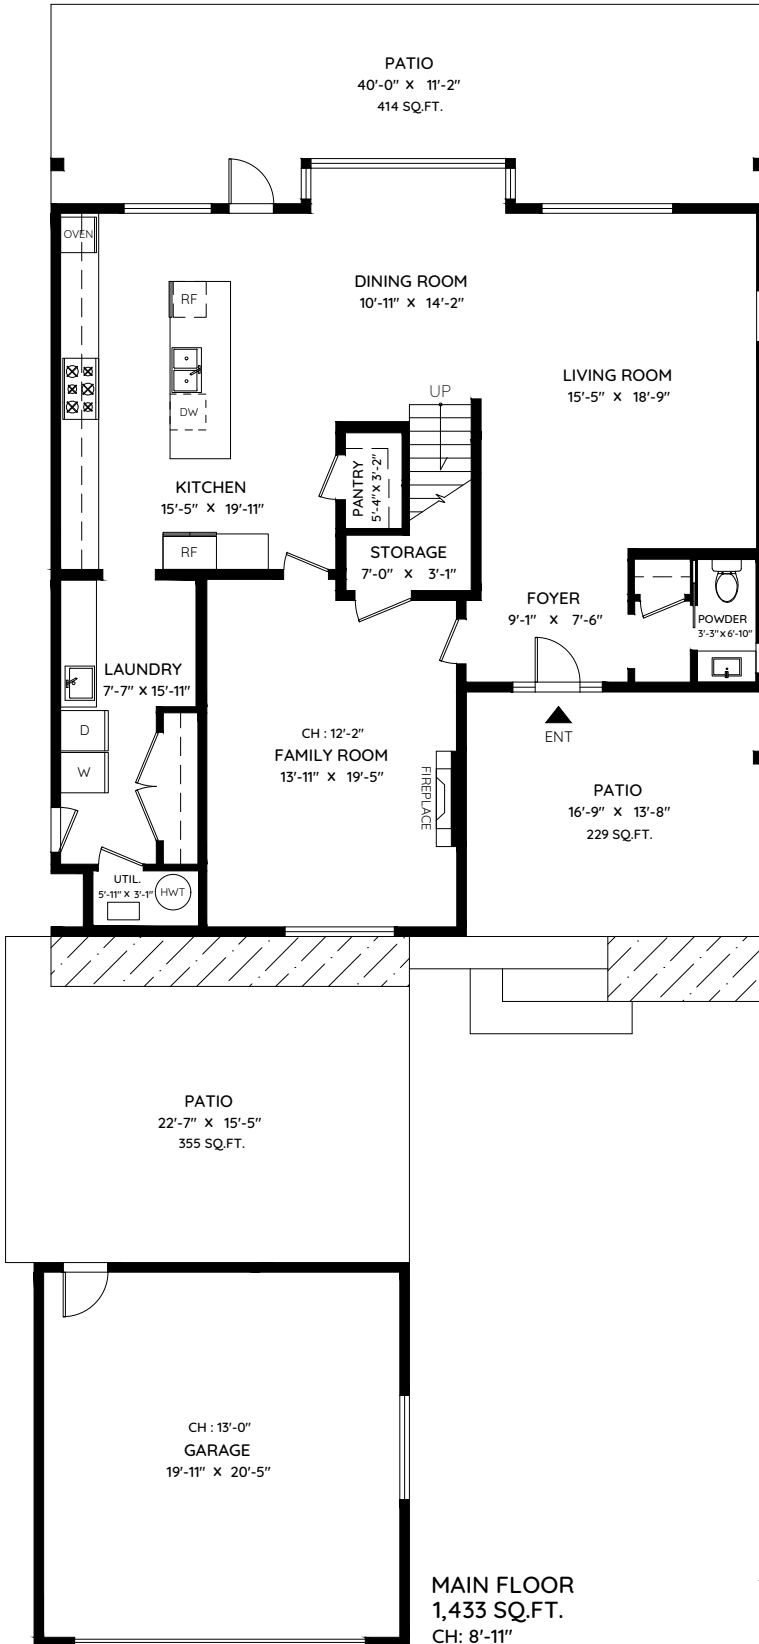 PATIO
40'-0" X 11'-2"
414 SQ.FT.
OVEN
RF
DW
DINING ROOM
10'-11" X 14'-2"
LIVING ROOM
15'-5" X 18'-9"
UP
KITCHEN
15'-5" X 19'-11"
PANTRY
5'-4" X 3'-2"
RF
STORAGE
7'-0" X 3'-1"
FOYER
9'-1" X 7'-6"
POWDER
3'-3" X 6'-10"
LAUNDRY
7'-7" X 15'-11"
D
W
CH : 12'-2"
FAMILY ROOM
13'-11" X 19'-5"
FIREPLACE
ENT
PATIO
16'-9" X 13'-8"
229 SQ.FT.
UTIL.
5'-11" X 3'-1"
HWT
PATIO
22'-7" X 15'-5"
355 SQ.FT.
CH : 13'-0"
GARAGE
19'-11" X 20'-5"
MAIN FLOOR
1,433 SQ.FT.
CH: 8'-11"